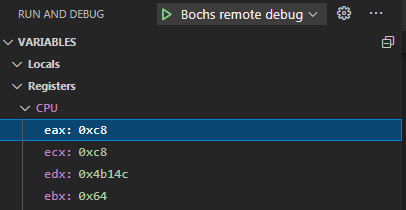 RUN AND DEBUG
Bochs remote debug
VARIABLES
Locals
Registers
CPU
eax: 0xc8
ecx: 0xc8
edx: 0x4b14c
ebx: 0x64